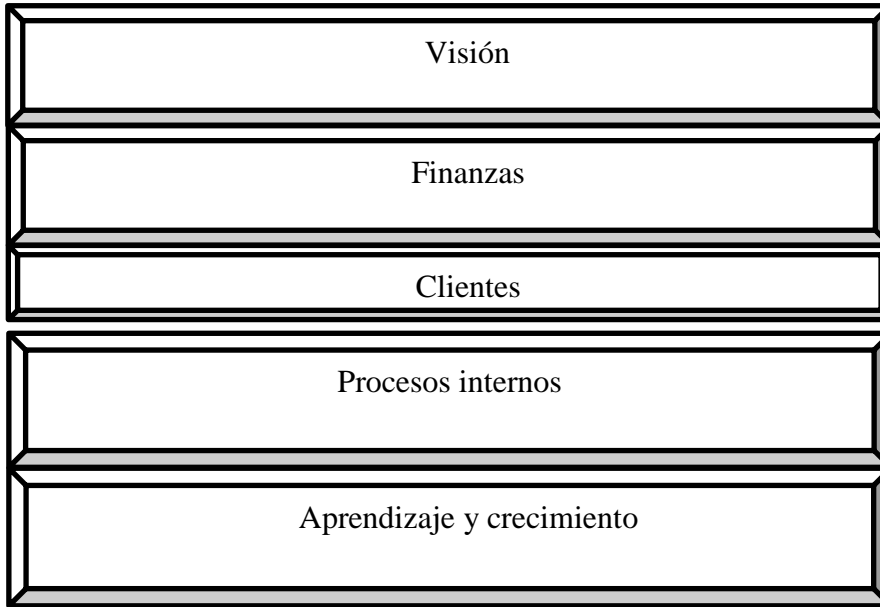 Visión
Finanzas
Clientes
Procesos internos
Aprendizaje y crecimiento